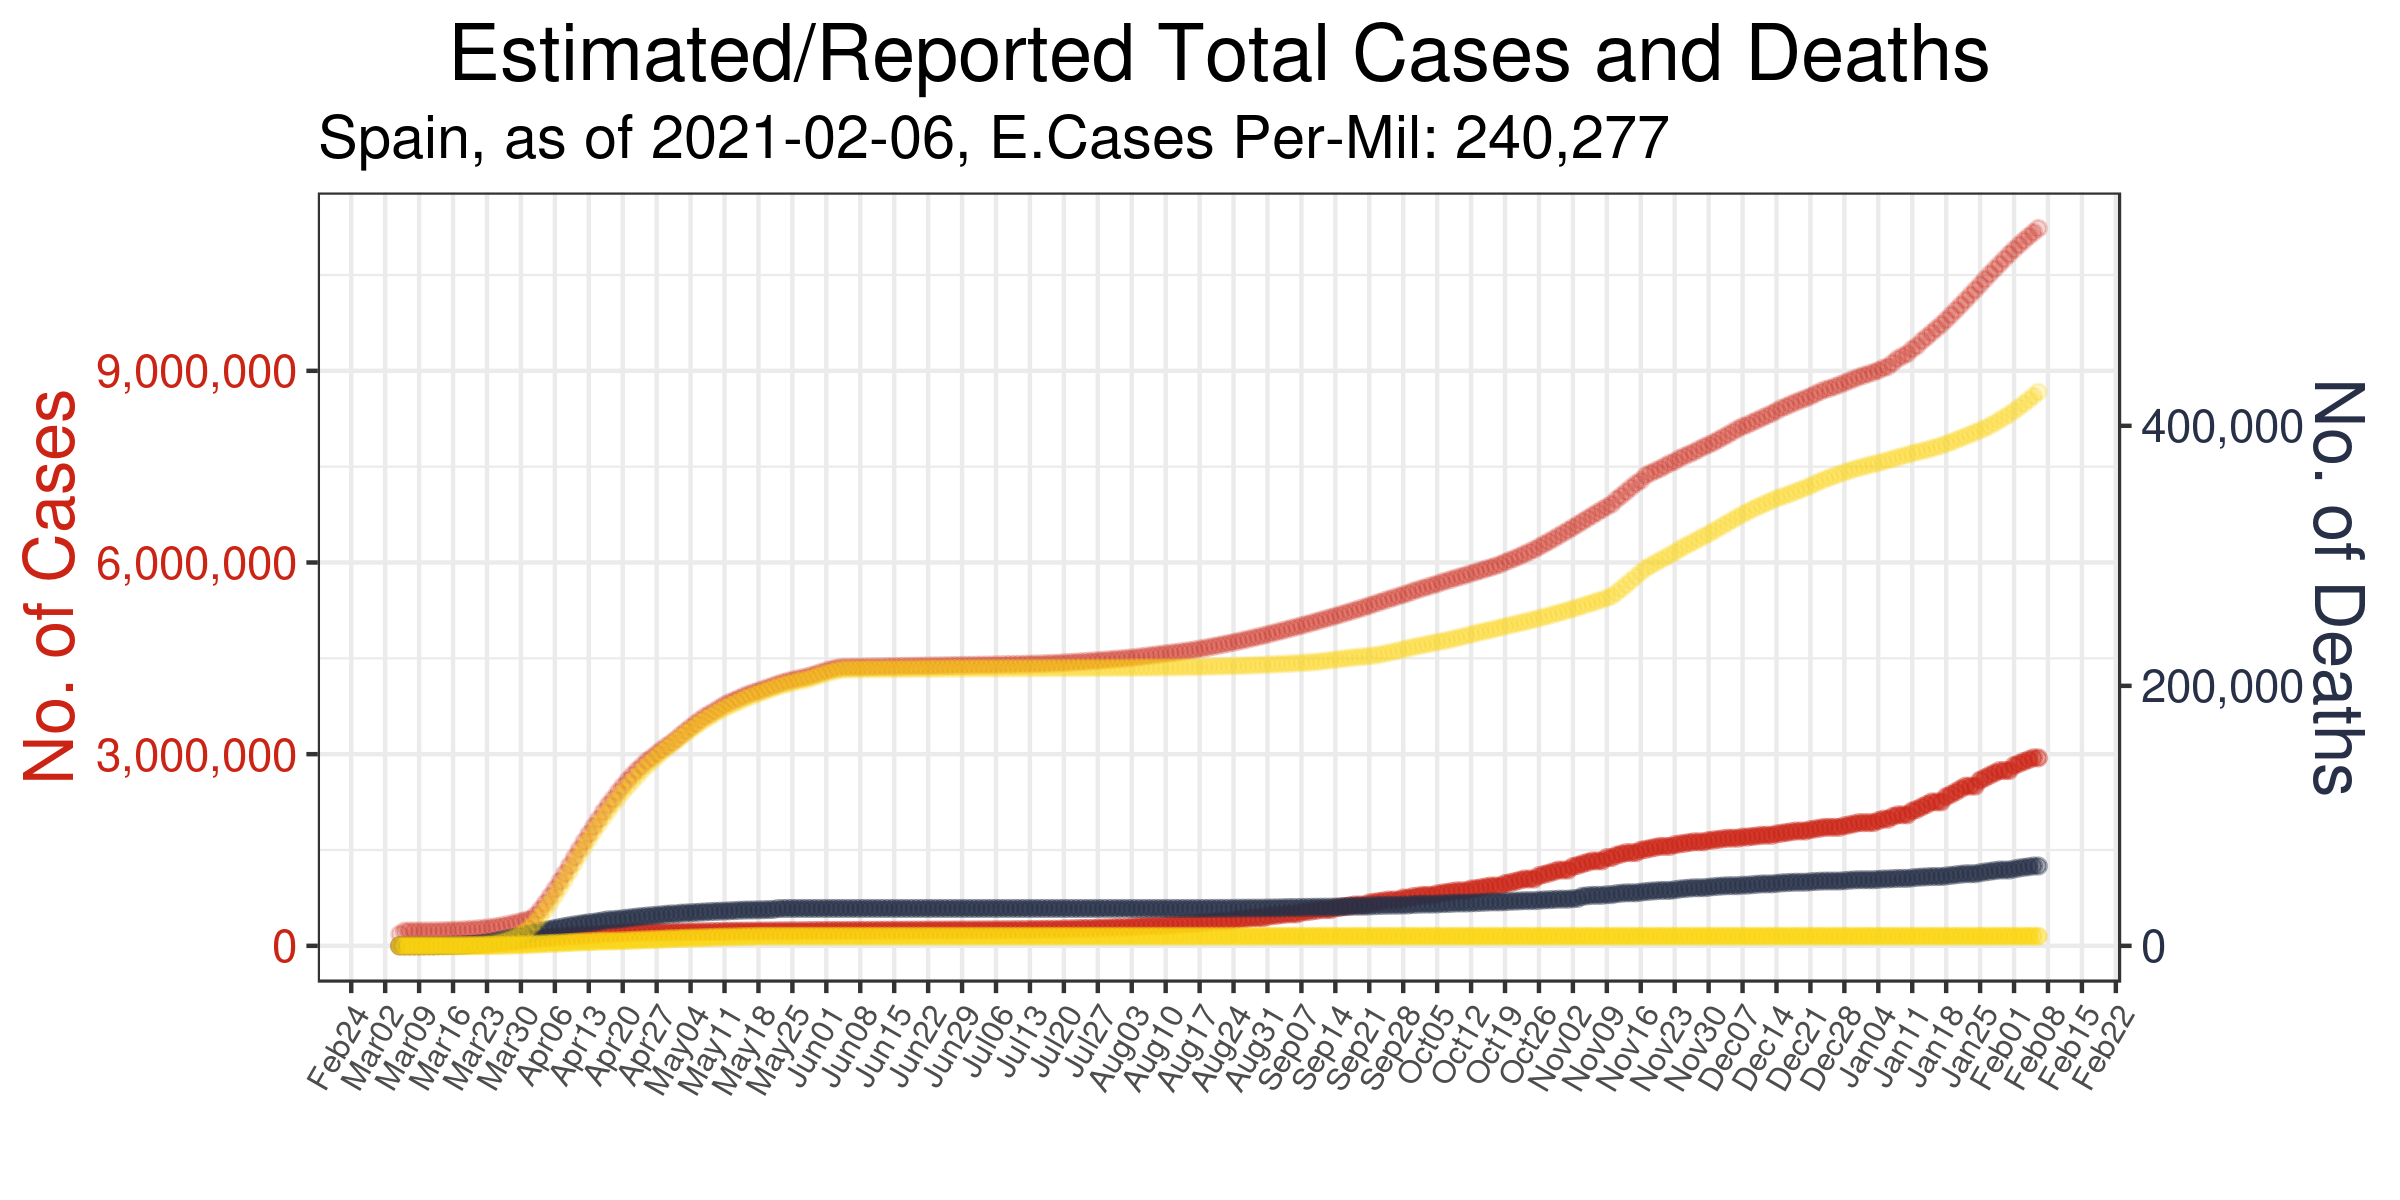 Estimated/Reported Total Cases and Deaths
Spain, as of 2021-02-06, E.Cases Per-Mil: 240,277
No. of Cases
9,000,000
6,000,000
3,000,000
0
400,000
200,000
0
No. of Deaths
Feb24
Mar02
Mar09
Mar16
Mar23
Mar30
Apr06
Apr13
Apr20
Apr27
May04
May11
May18
May25
Jun01
Jun08
Jun15
Jun22
Jun29
Jul06
Jul13
Jul20
Jul27
Aug03
Aug10
Aug17
Aug24
Aug31
Sep07
Sep14
Sep21
Sep28
Oct05
Oct12
Oct19
Oct26
Nov02
Nov09
Nov16
Nov23
Nov30
Dec07
Dec14
Dec21
Dec28
Jan04
Jan11
Jan18
Jan25
Feb01
Feb08
Feb15
Feb22